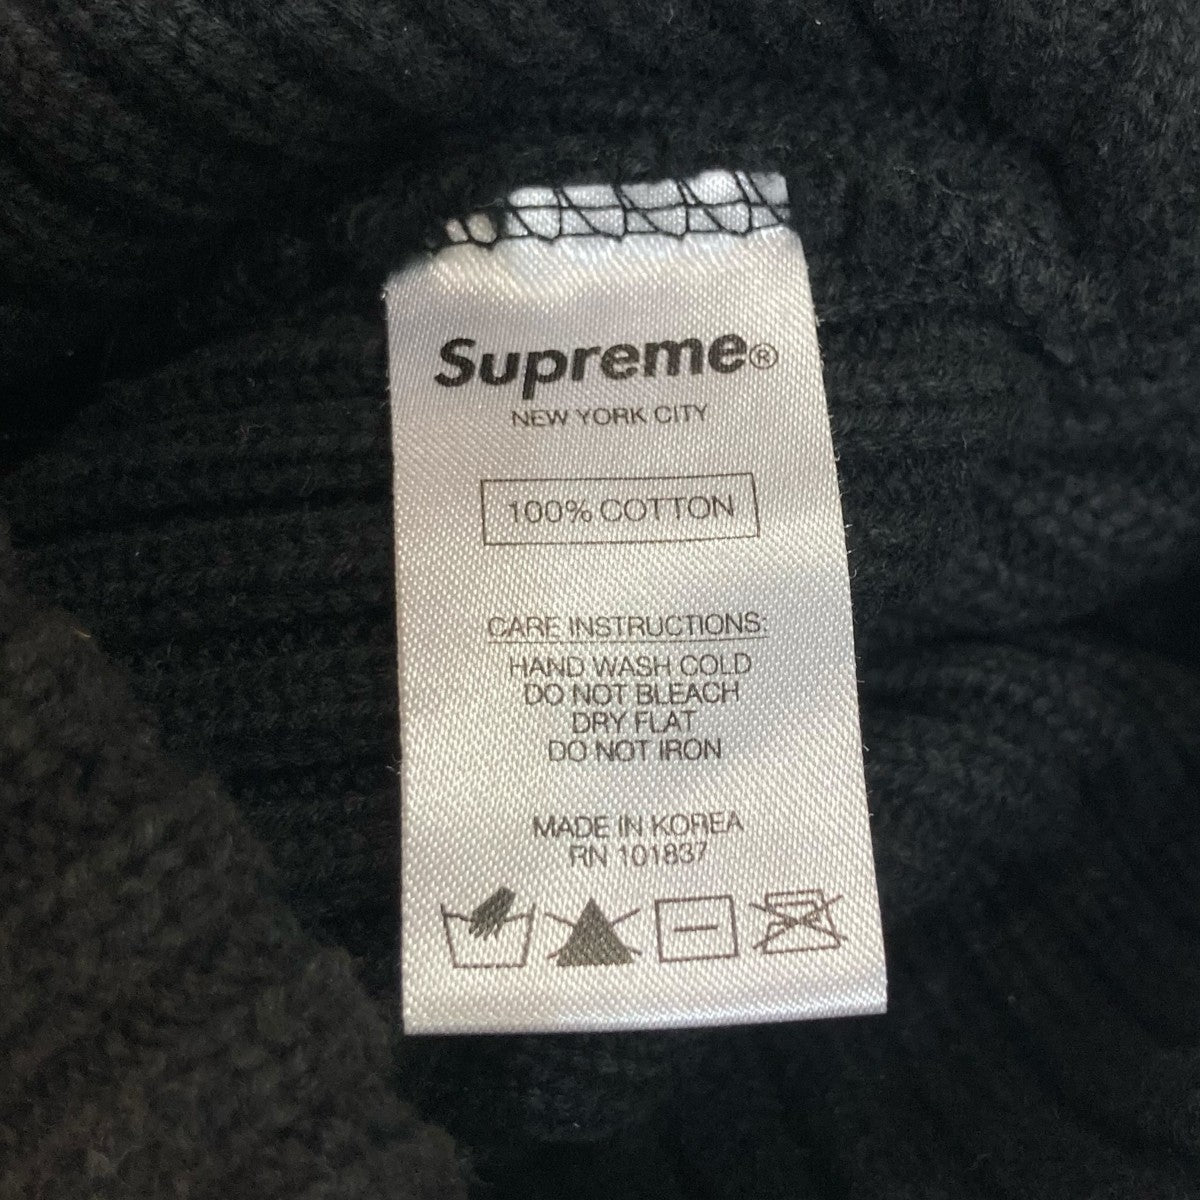 Supreme®
NEW YORK CITY
100% COTTON
CARE INSTRUCTIONS:
HAND WASH COLD
DO NOT BLEACH
DRY FLAT
DO NOT IRON
MADE IN KOREA
RN 101837